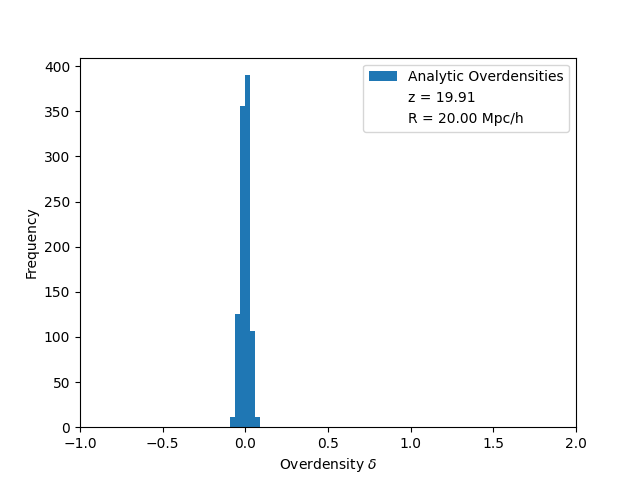 Analytic Overdensities
z = 19.91
R = 20.00 Mpc/h
400
350
300
250
200
150
100
50
0
Frequency
−1.0 −0.5 0.0 0.5 1.0 1.5 2.0
Overdensity δ